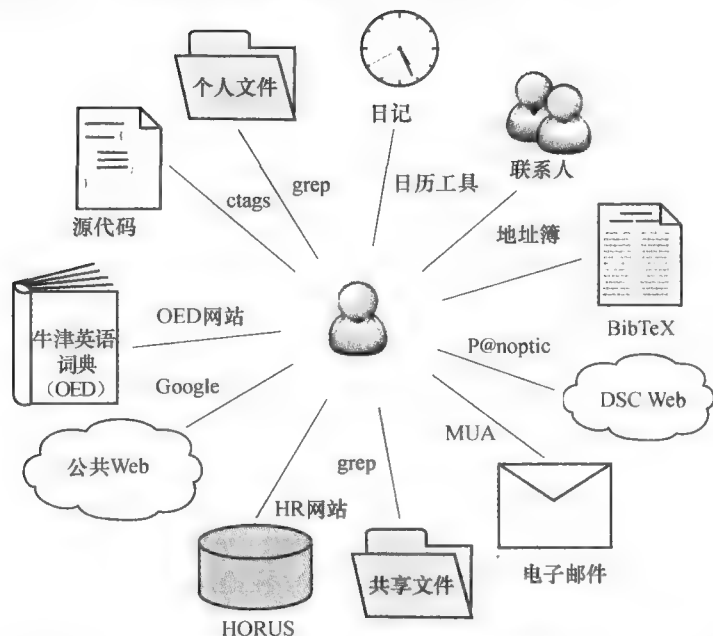 个人文件
日记
联系人
源代码
ctags
grep
日历工具
地址簿
BibTeX
OED网站
牛津英语
词典
（OED）
P@noptic
Google
DSC Web
MUA
公共Web
grep
HR网站
电子邮件
共享文件
HORUS